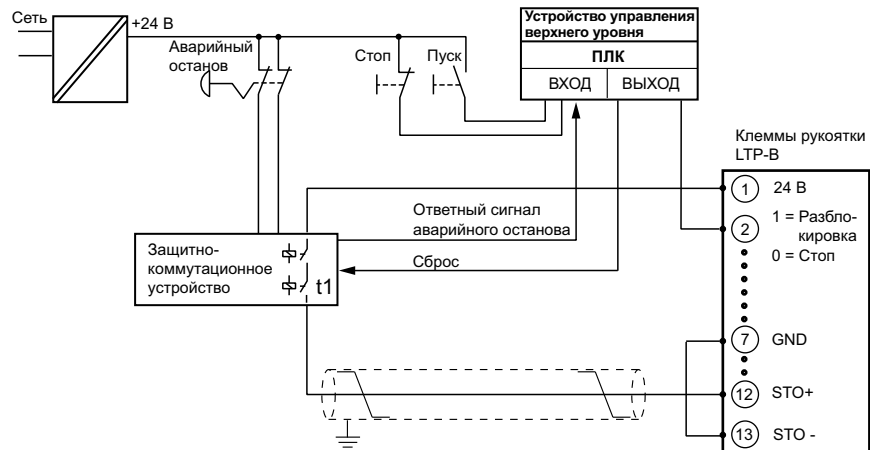 Сеть
+24 В
Аварийный
останов
Стоп
Пуск
Устройство управления
верхнего уровня
ПЛК
ВХОД
ВЫХОД
Клеммы рукоятки
LTP-B
1
24 В
2
1 = Разбло-
кировка
0 = Стоп
Ответный сигнал
аварийного останова
Сброс
Защитно-
коммутационное
устройство
t1
7
GND
12
STO+
13
STO -